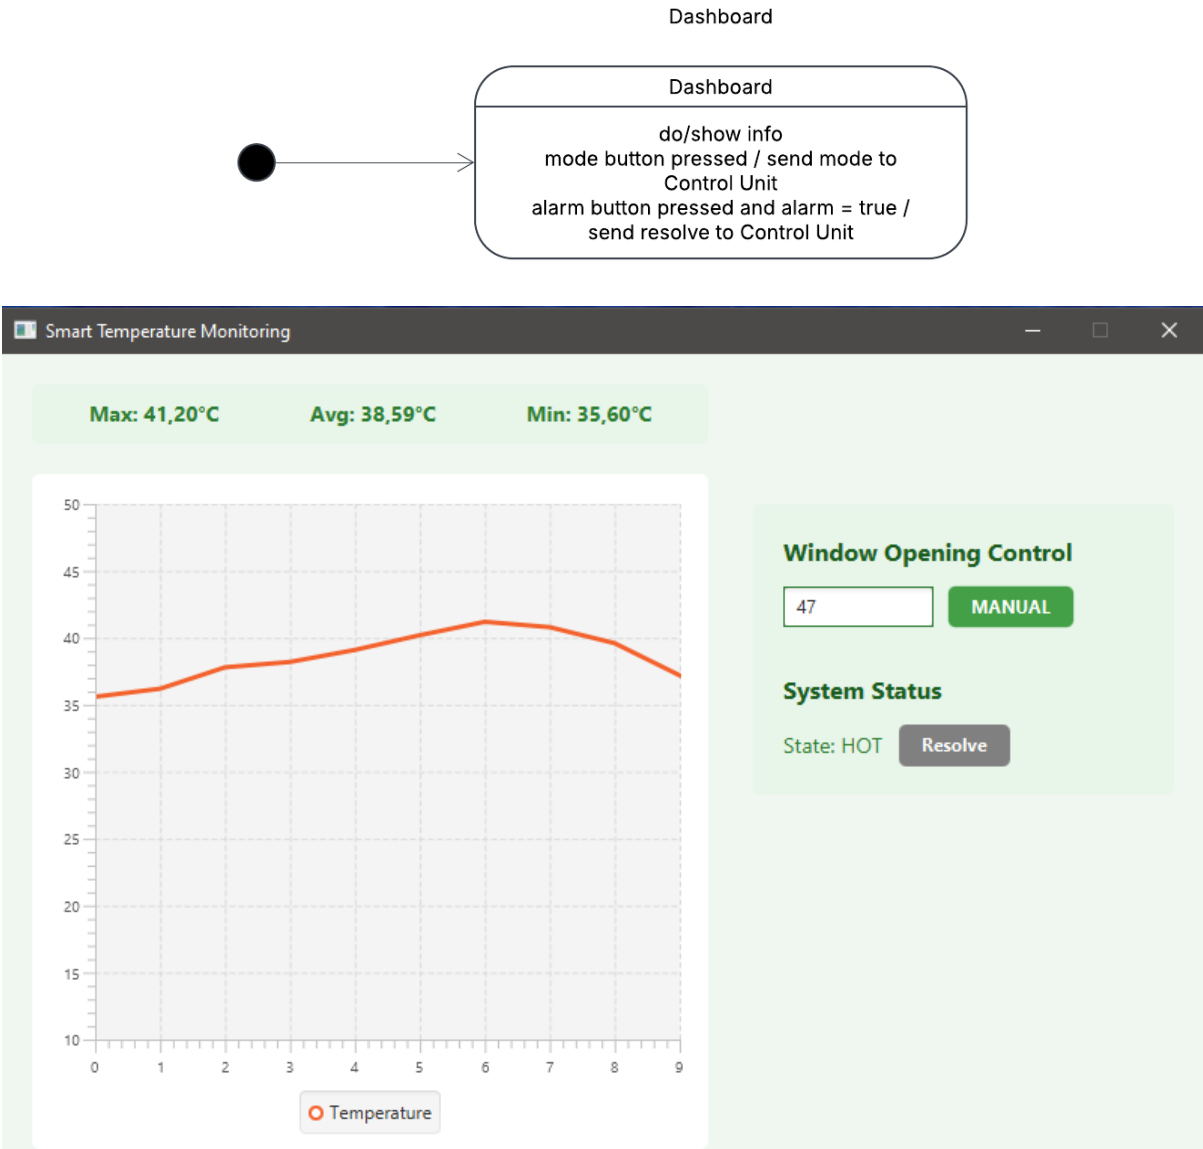 Dashboard
Dashboard
do/show info
mode button pressed / send mode to
Control Unit
alarm button pressed and alarm = true /
send resolve to Control Unit
Smart Temperature Monitoring
Max: 41,20°C Avg: 38,59°C Min: 35,60°C
50
45
40
35
30
25
20
15
10
0 1 2 3 4 5 6 7 8 9
Temperature
Window Opening Control
47 MANUAL
System Status
State: HOT Resolve